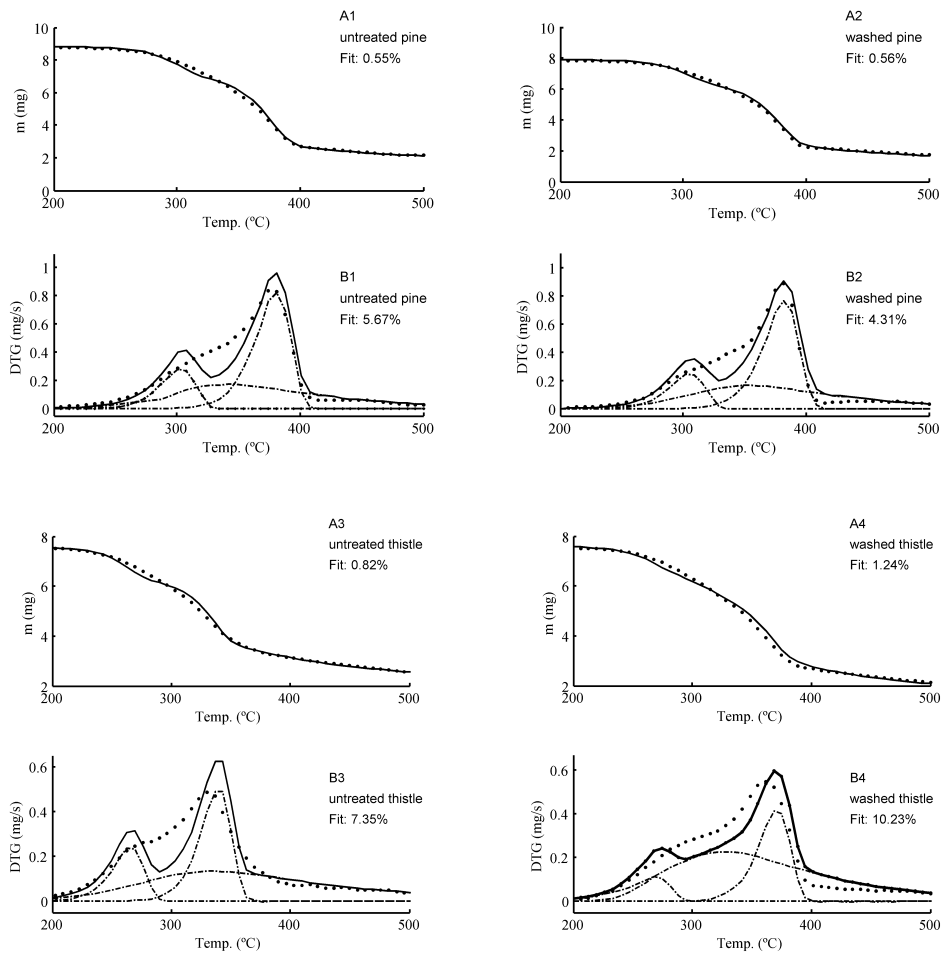 A1
untreated pine
Fit: 0.55%
10
8
6
4
2
0
m (mg)
200
300
400
500
Temp. (ºC)
A2
washed pine
Fit: 0.56%
10
8
6
4
2
0
m (mg)
200
300
400
500
Temp. (ºC)
B1
untreated pine
Fit: 5.67%
1
0.8
0.6
0.4
0.2
0
DTG (mg/s)
200
300
400
500
Temp. (ºC)
B2
washed pine
Fit: 4.31%
1
0.8
0.6
0.4
0.2
0
DTG (mg/s)
200
300
400
500
Temp. (ºC)
A3
untreated thistle
Fit: 0.82%
8
6
4
2
m (mg)
200
300
400
500
Temp. (ºC)
A4
washed thistle
Fit: 1.24%
8
6
4
2
m (mg)
200
300
400
500
Temp. (ºC)
B3
untreated thistle
Fit: 7.35%
0.6
0.4
0.2
0
DTG (mg/s)
200
300
400
500
Temp. (ºC)
B4
washed thistle
Fit: 10.23%
0.6
0.4
0.2
0
DTG (mg/s)
200
300
400
500
Temp. (ºC)